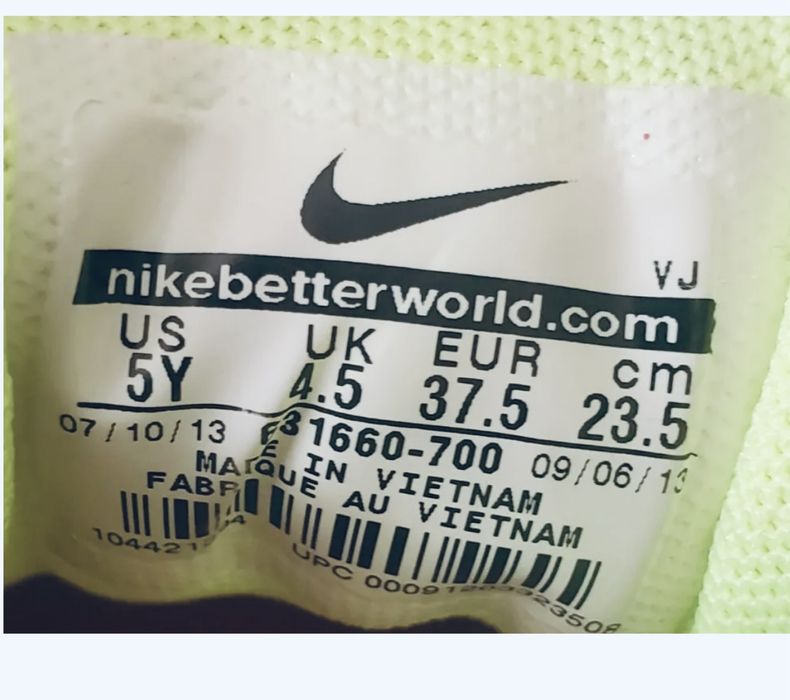 VJ
nikebetterworld.com
US UK EUR cm
5Y 4.5 37.5 23.5
07/10/13 1660-700 09/06/13
IN VIETNAM
AU VIETNAM
UPC